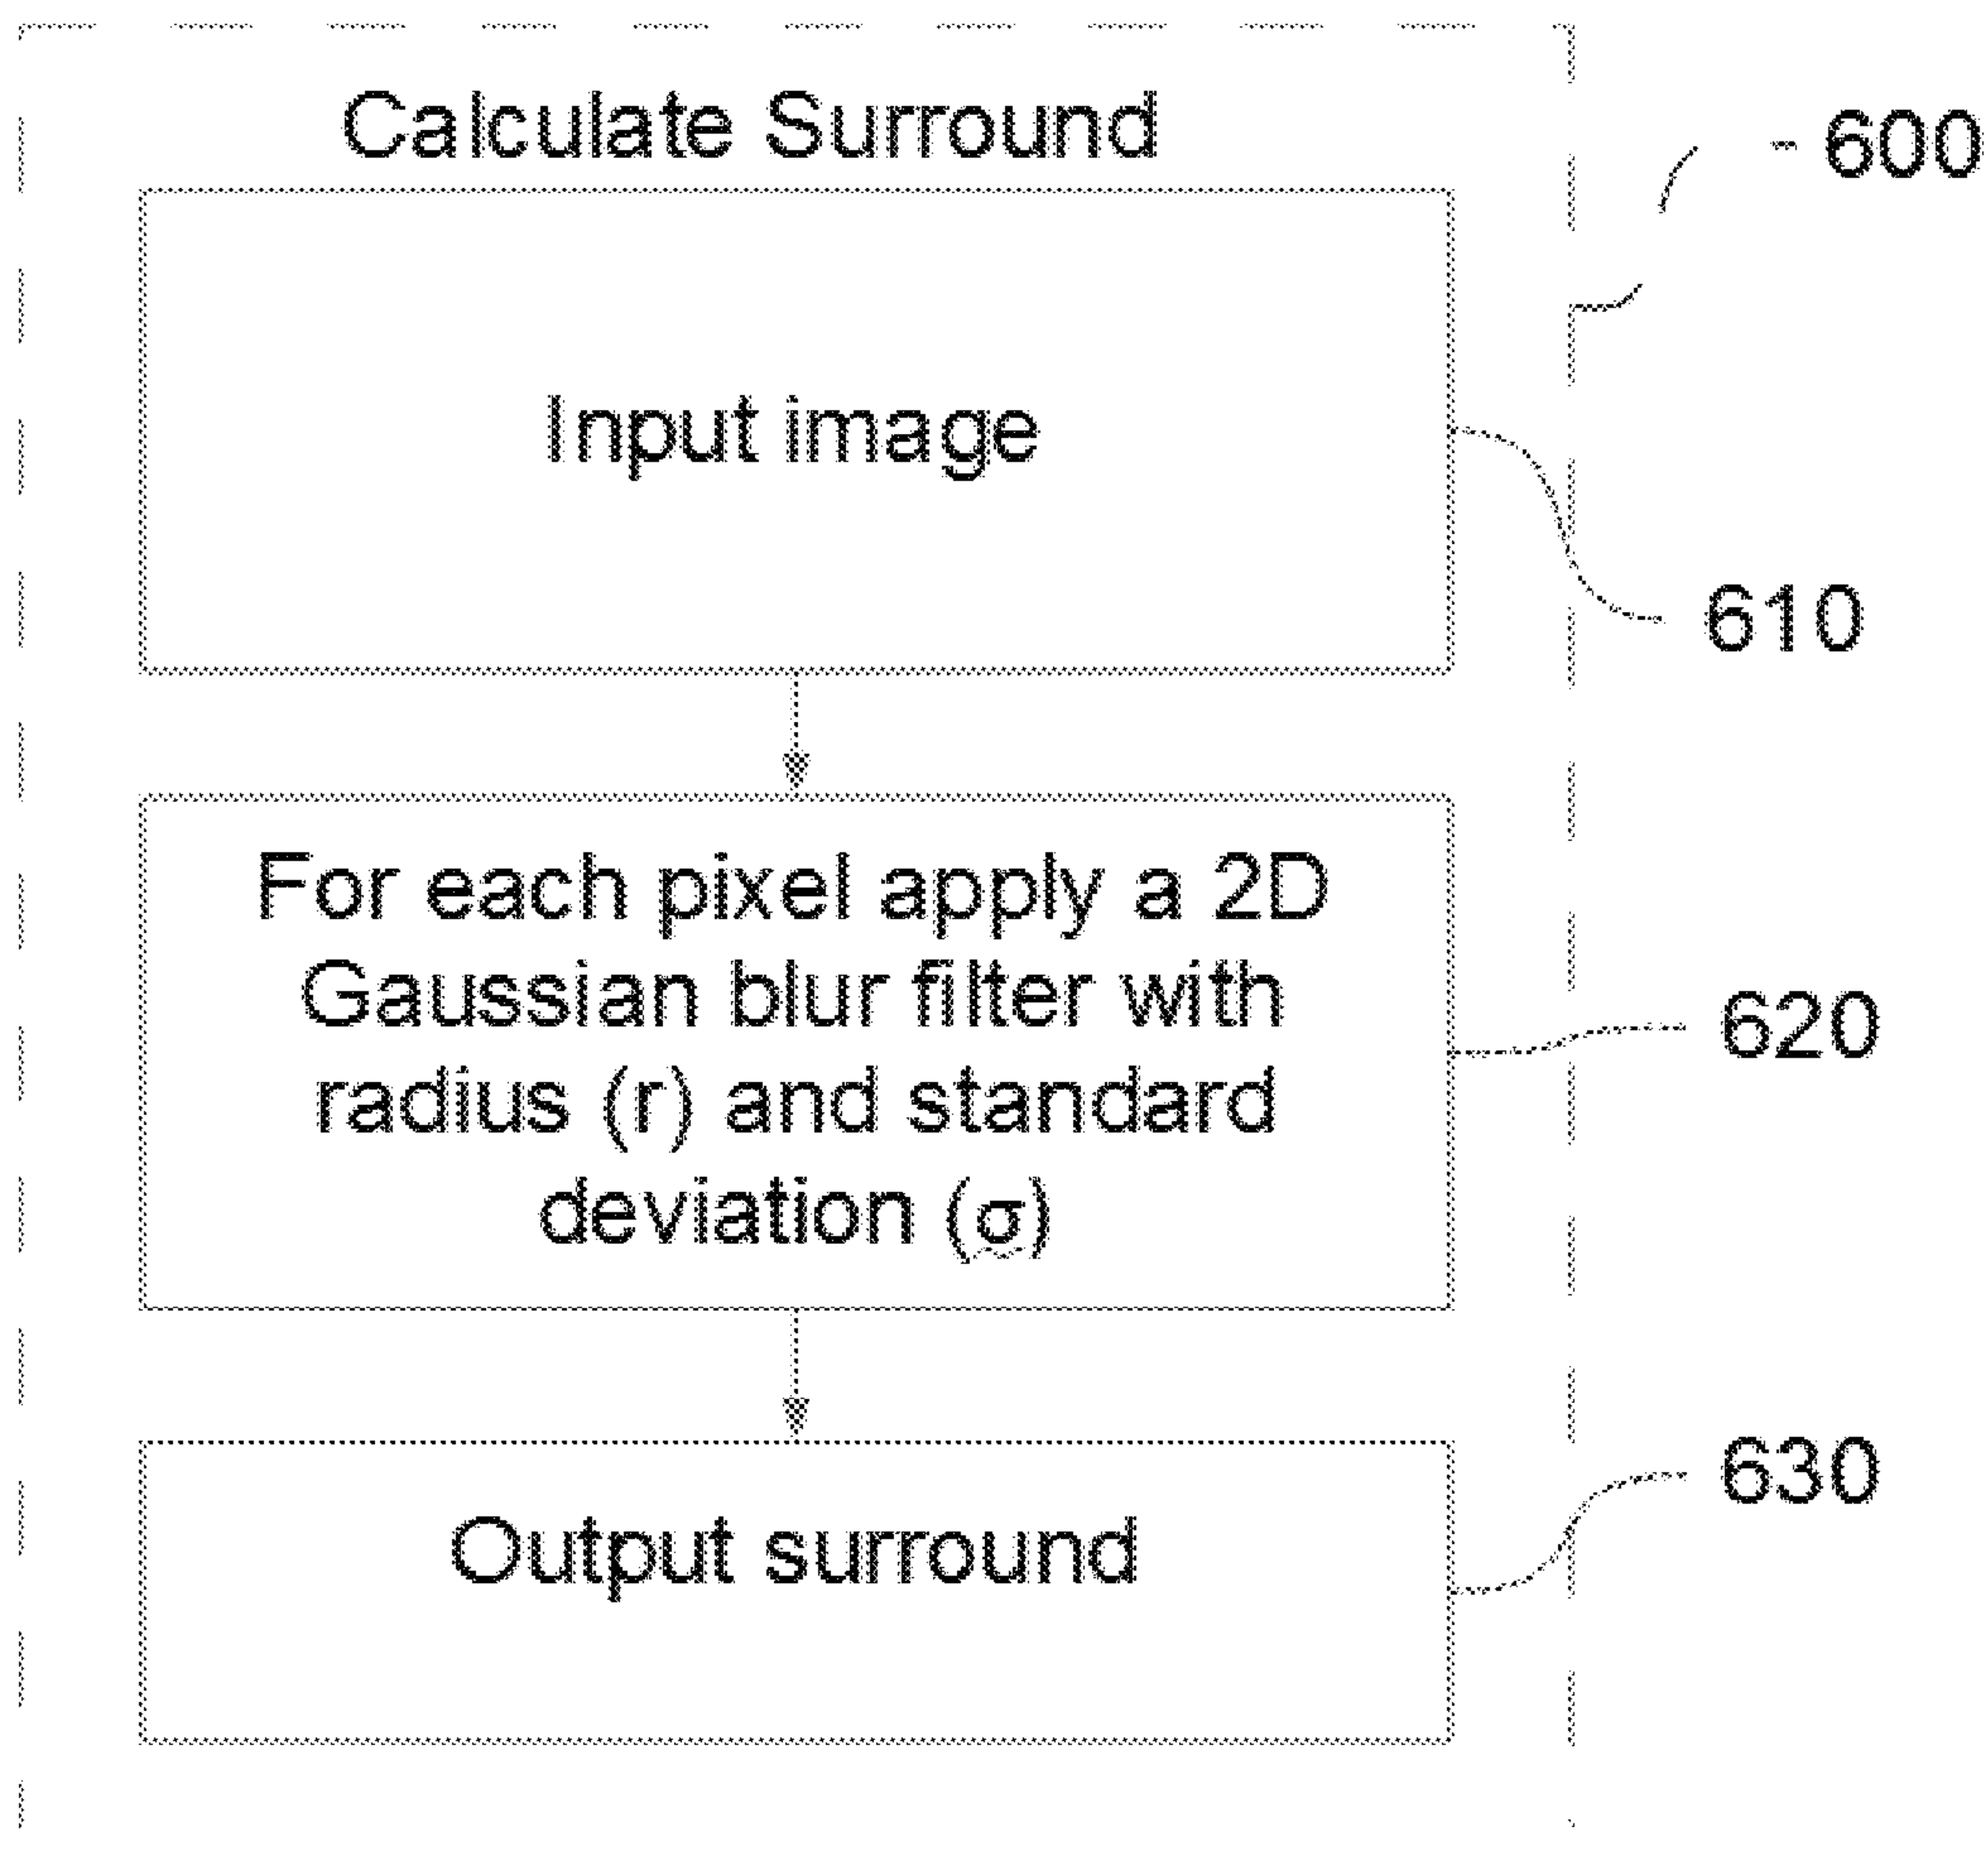 Calculate Surround
600
Input image
610
For each pixel apply a 2D
Gaussian blur filter with
radius (r) and standard
deviation (σ)
620
Output surround
630